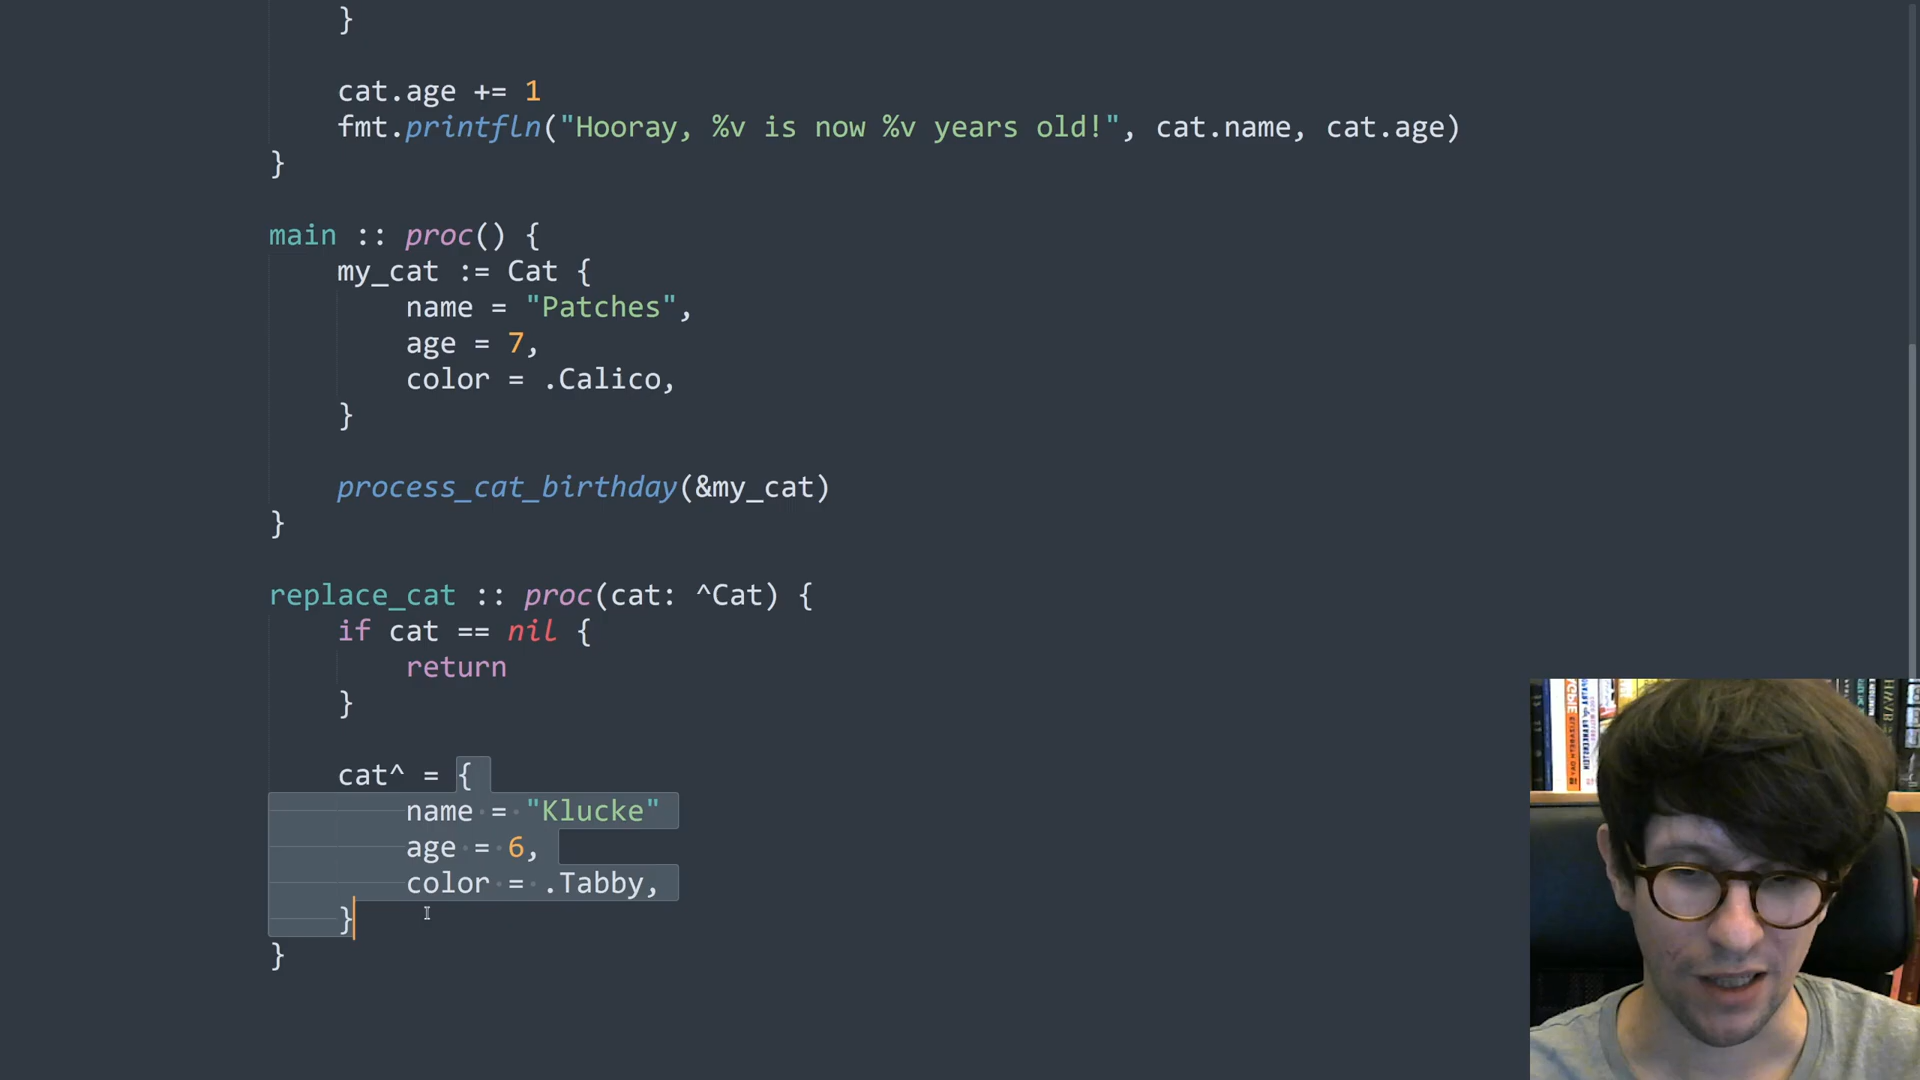 }
cat.age += 1
fmt.printfln("Hooray, %v is now %v years old!", cat.name, cat.age)
}
main :: proc() {
my_cat := Cat {
name = "Patches",
age = 7,
color = .Calico,
}
process_cat_birthday(&my_cat)
}
replace_cat :: proc(cat: ^Cat) {
if cat == nil {
return
}
cat^ = {
name = "Klucke"
age = 6,
color = .Tabby,
}
}